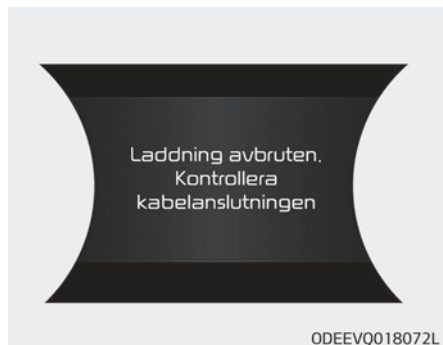 Laddning avbruten.
Kontrollera
kabelanslutningen
ODEEVQ018072L